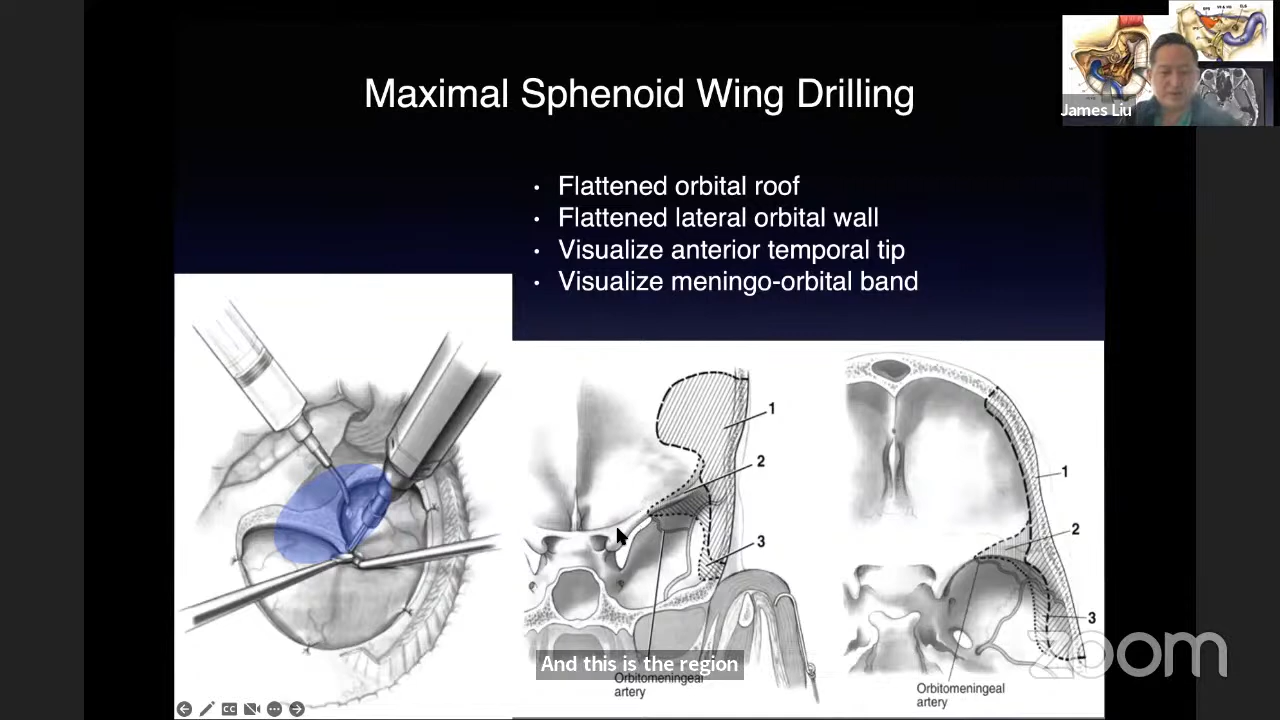 Maximal Sphenoid Wing Drilling
James Liu
• Flattened orbital roof
• Flattened lateral orbital wall
• Visualize anterior temporal tip
• Visualize meningo-orbital band
1
2
3
Orbitomeningeal
artery
1
2
3
Orbitomeningeal
artery
And this is the region
zoom
CC